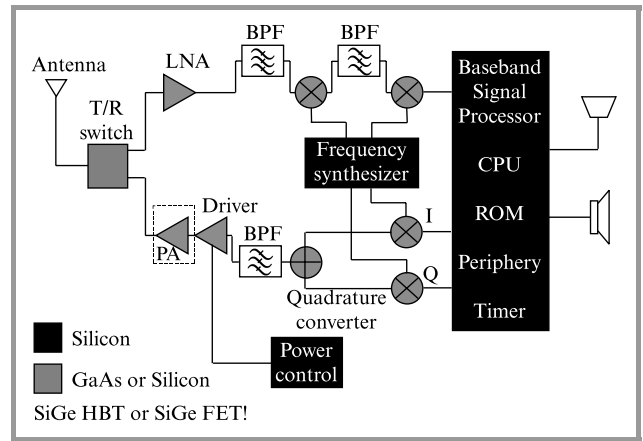 BPF
BPF
LNA
Antenna
T/R
switch
Baseband
Signal
Processor
CPU
ROM
Periphery
Timer
Frequency
synthesizer
Driver
PA
BPF
I
Q
Quadrature
converter
Power
control
Silicon
GaAs or Silicon
SiGe HBT or SiGe FET!